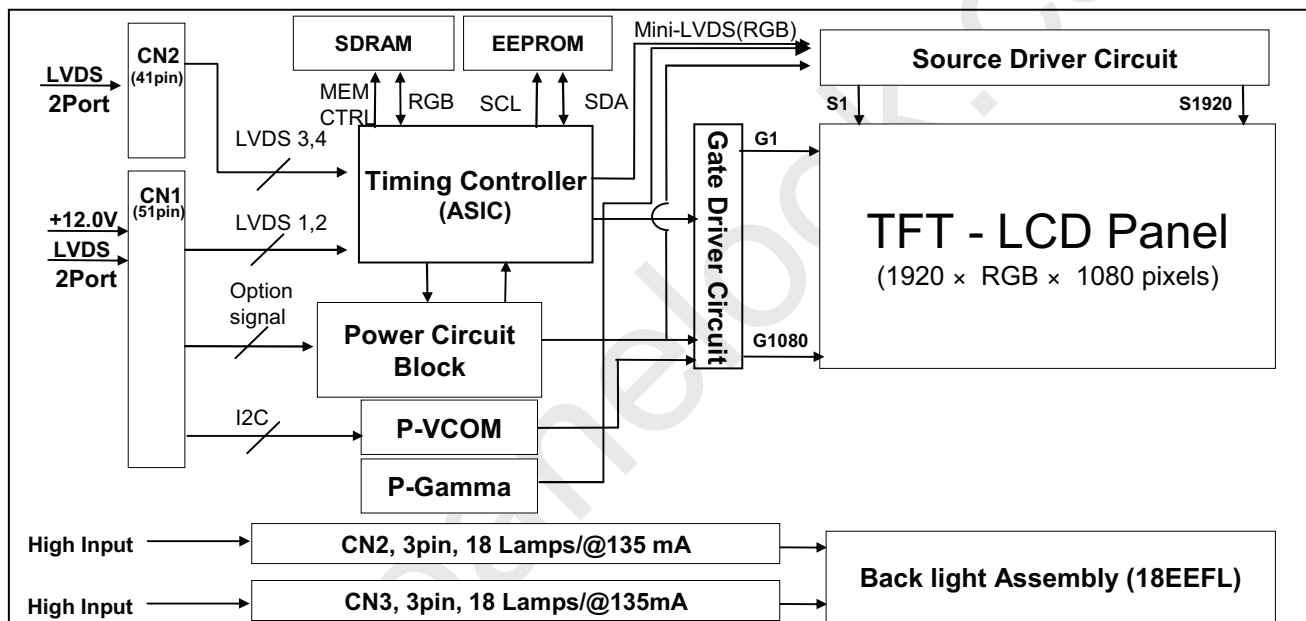 CN2
(41pin)
LVDS
2Port
SDRAM
EEPROM
Mini-LVDS(RGB)
Source Driver Circuit
MEM
CTRL
RGB
SCL
SDA
S1
S1920
LVDS 3,4
CN1
(51pin)
+12.0V
LVDS
2Port
LVDS 1,2
Timing Controller
(ASIC)
Gate Driver Circuit
G1
G1080
TFT - LCD Panel
(1920 × RGB × 1080 pixels)
Option
signal
Power Circuit
Block
I2C
P-VCOM
P-Gamma
High Input
CN2, 3pin, 18 Lamps/@135 mA
Back light Assembly (18EEFL)
High Input
CN3, 3pin, 18 Lamps/@135mA